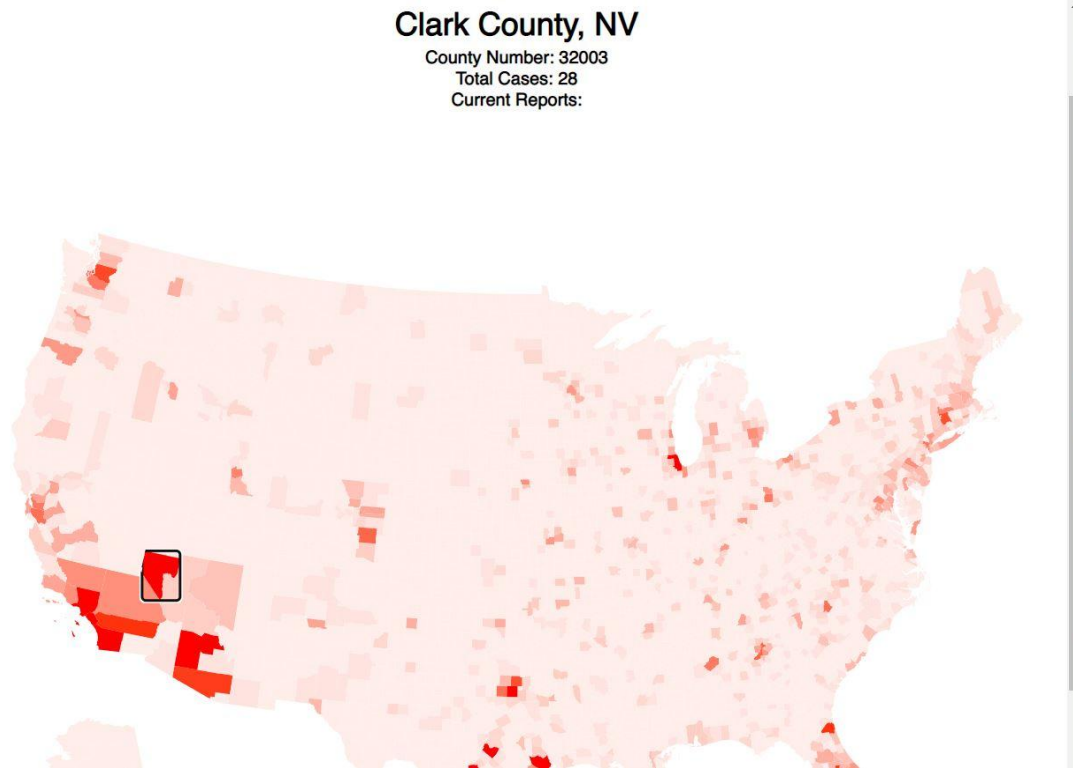 Clark County, NV
County Number: 32003
Total Cases: 28
Current Reports: